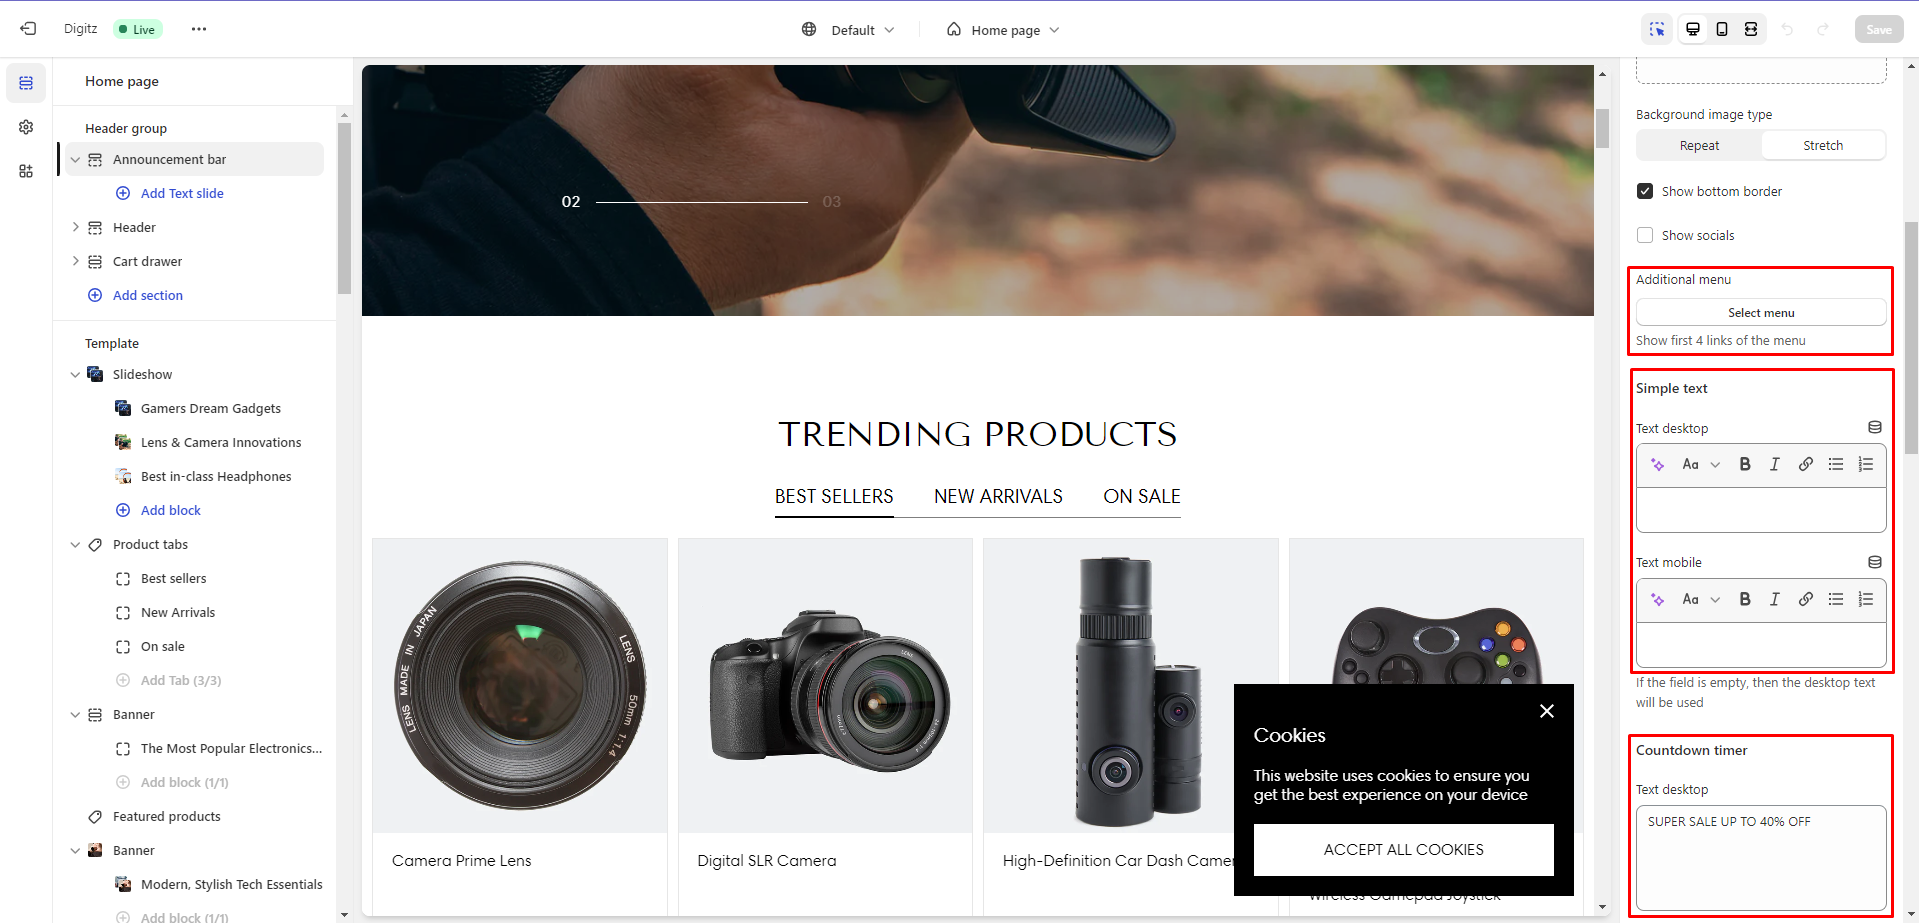 Digitz
Live
Default
Home page
Save
Home page
Header group
Announcement bar
Add Text slide
Header
Cart drawer
Add section
Template
Slideshow
Gamers Dream Gadgets
Lens & Camera Innovations
Best in-class Headphones
Add block
Product tabs
Best sellers
New Arrivals
On sale
Add Tab (3/3)
Banner
The Most Popular Electronics...
Add block (1/1)
Featured products
Banner
Modern, Stylish Tech Essentials
Add block (1/1)
02
03
TRENDING PRODUCTS
BEST SELLERS
NEW ARRIVALS
ON SALE
MADE IN JAPAN
LENS
50mm 1:1.4
LENS
Camera Prime Lens
Digital SLR Camera
High-Definition Car Dash Camer
Wireless Gamepad Joystick
Cookies
This website uses cookies to ensure you
get the best experience on your device
ACCEPT ALL COOKIES
Background image type
Repeat
Stretch
Show bottom border
Show socials
Additional menu
Select menu
Show first 4 links of the menu
Simple text
Text desktop
Aa B I
Text mobile
Aa B I
If the field is empty, then the desktop text
will be used
Countdown timer
Text desktop
SUPER SALE UP TO 40% OFF